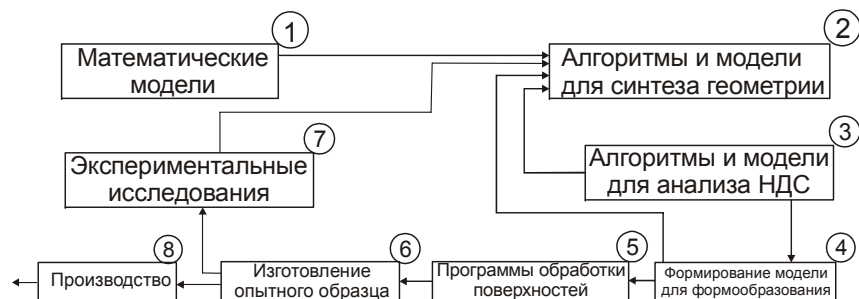 1
Математические
модели
2
Алгоритмы и модели
для синтеза геометрии
7
Экспериментальные
исследования
3
Алгоритмы и модели
для анализа НДС
8
Производство
6
Изготовление
опытного образца
5
Программы обработки
поверхностей
4
Формирование модели
для формообразования